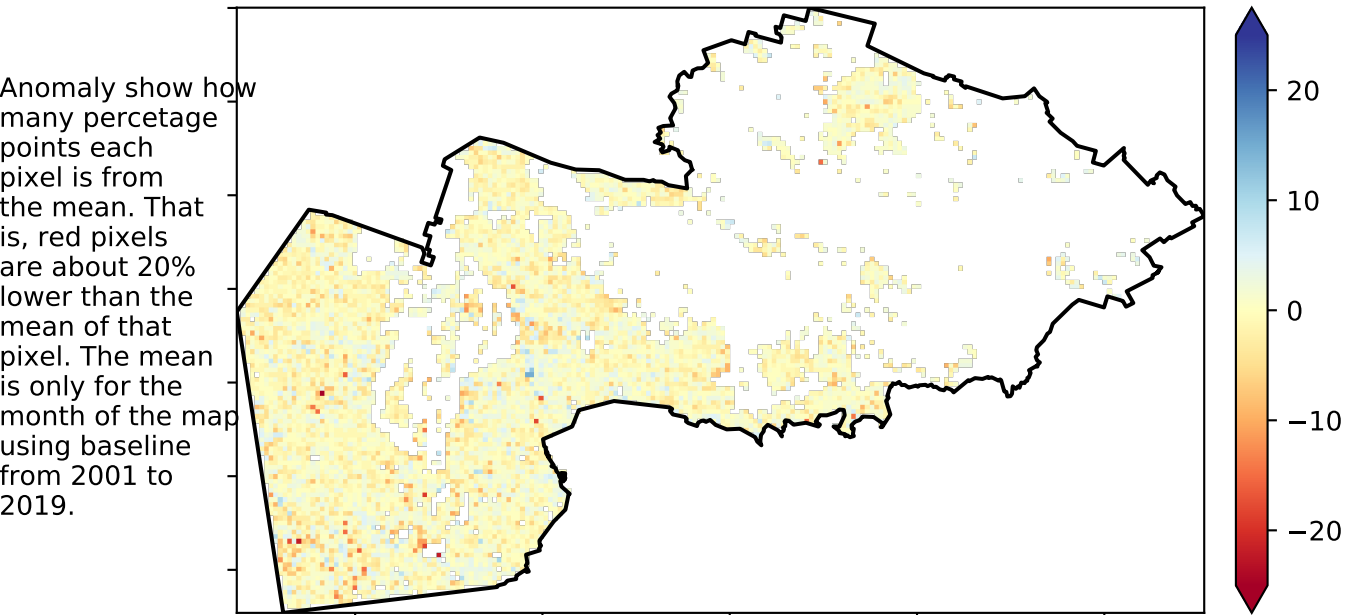 Anomaly show how
many percetage
points each
pixel is from
the mean. That
is, red pixels
are about 20%
lower than the
mean of that
pixel. The mean
is only for the
month of the map
using baseline
from 2001 to
2019.
20
10
0
−10
−20